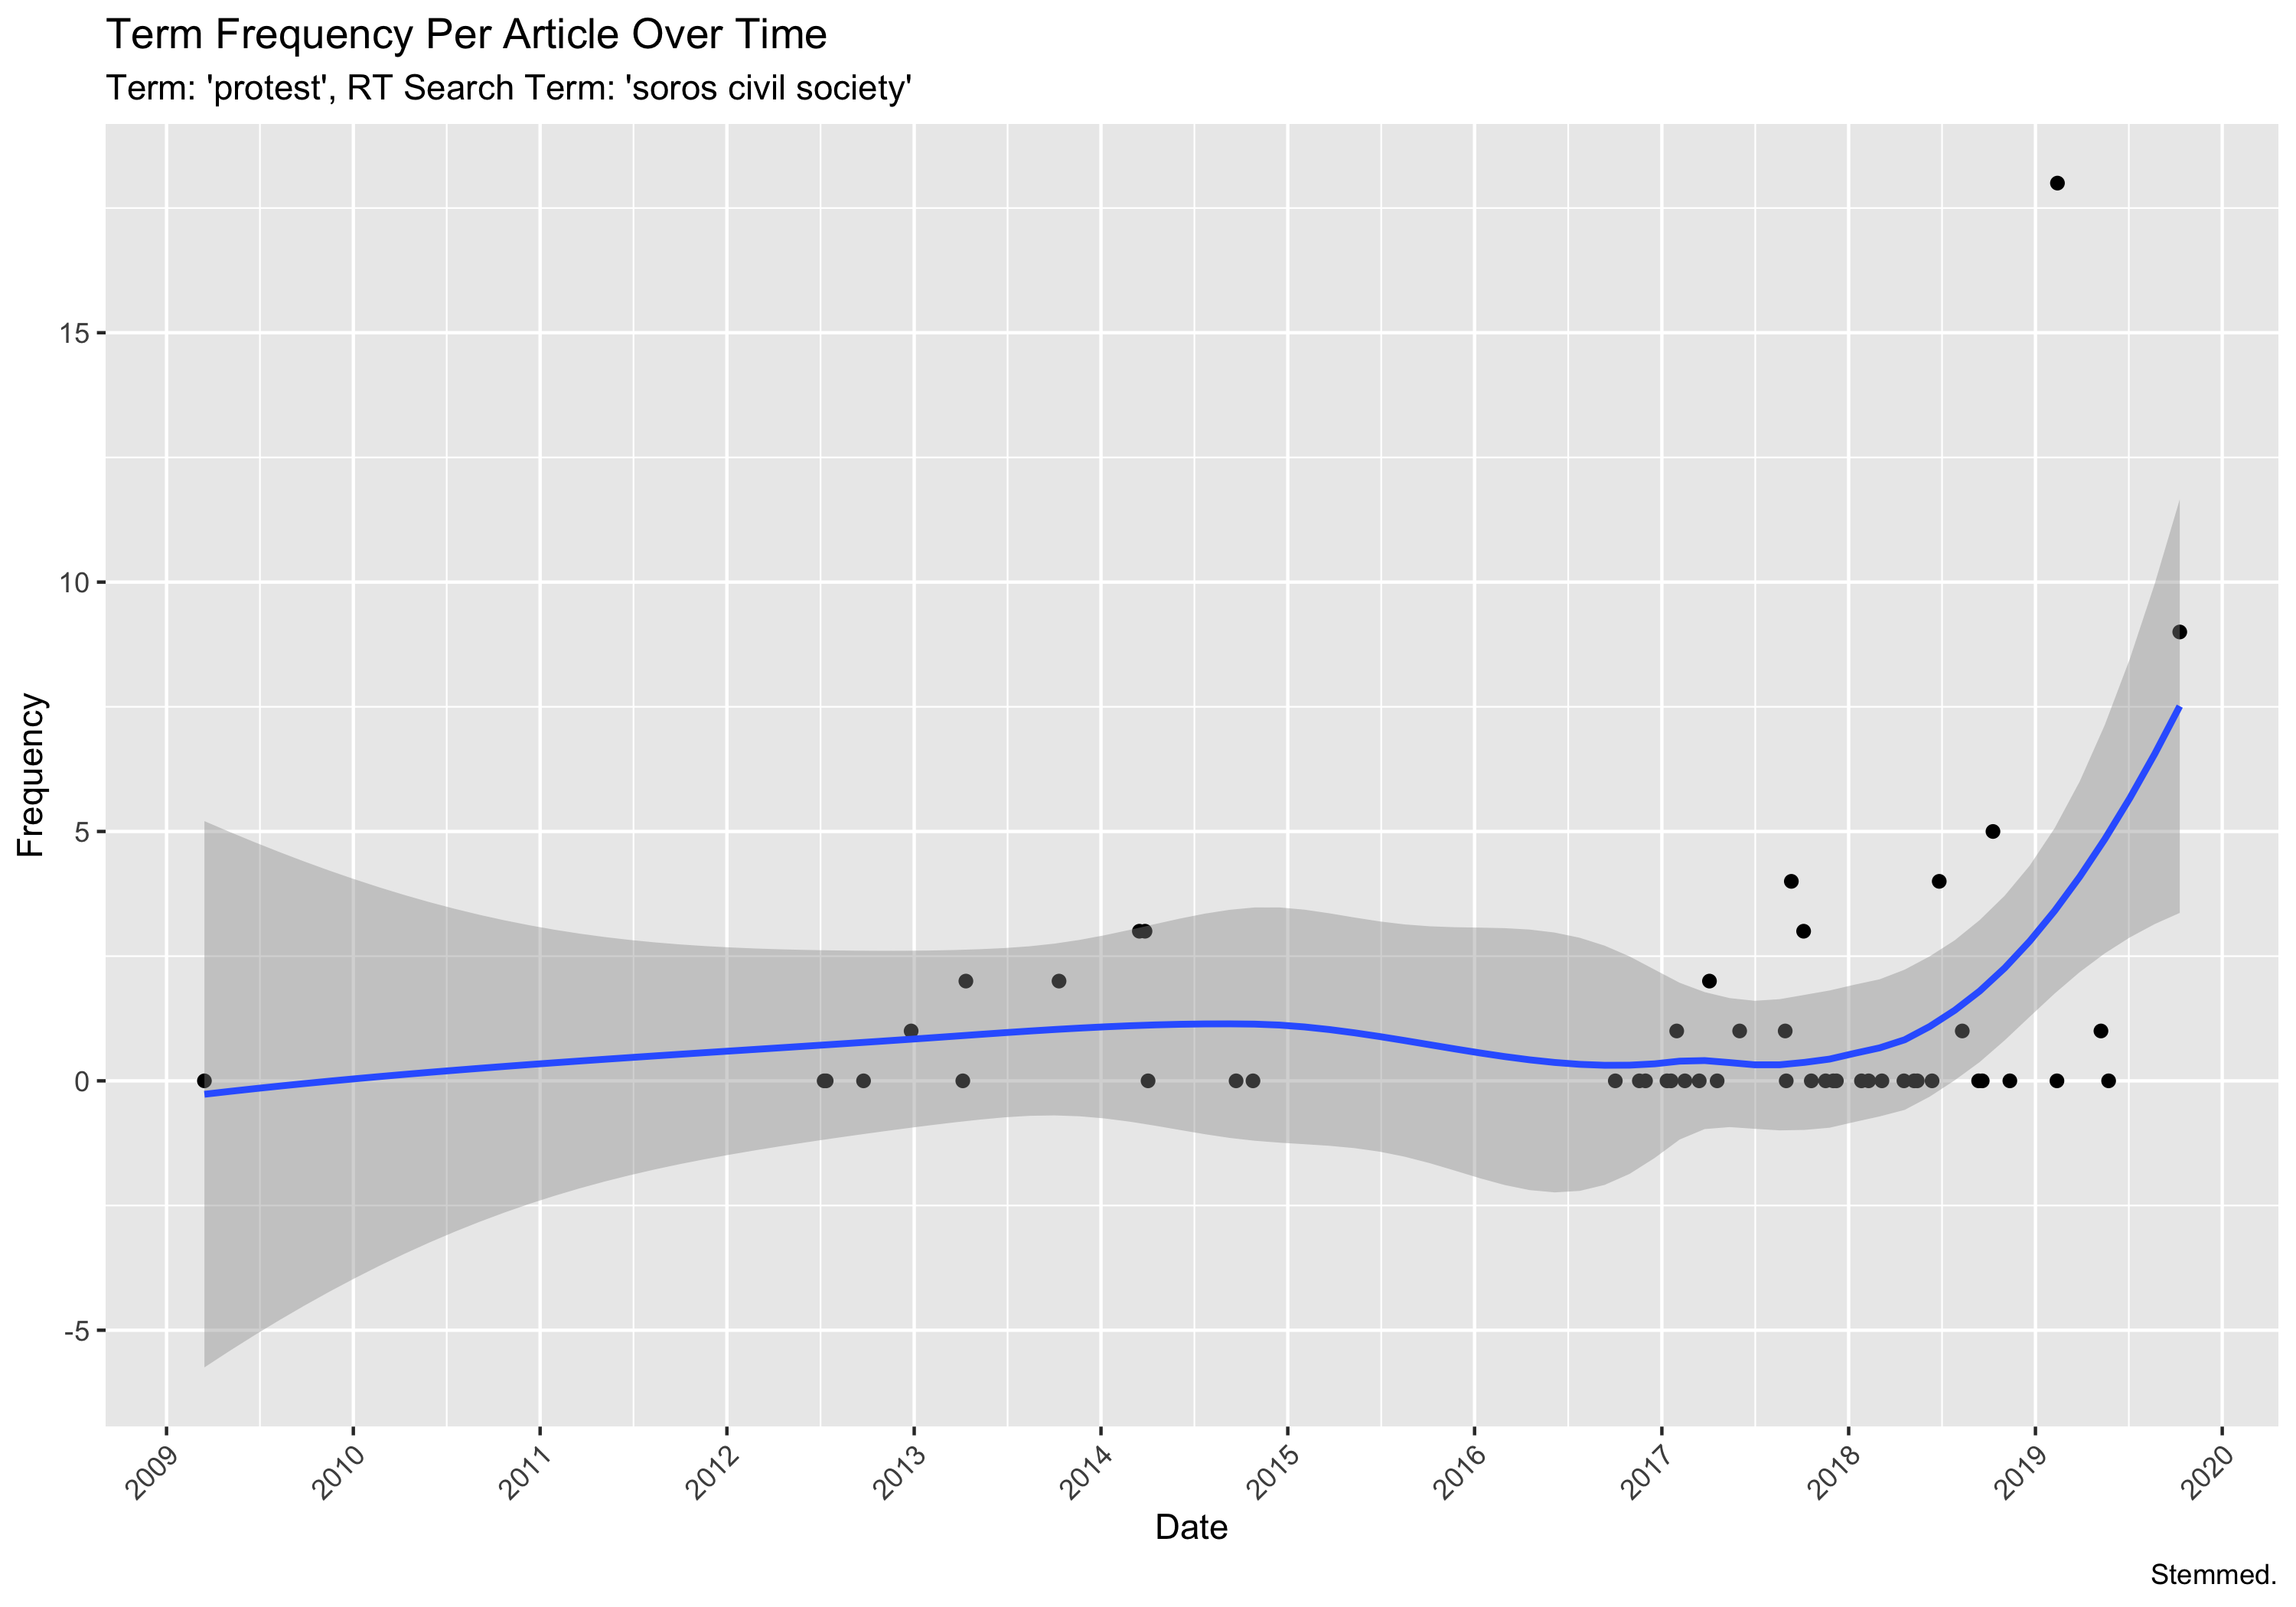 Term Frequency Per Article Over Time
Term: 'protest', RT Search Term: 'soros civil society'
Frequency
15
10
5
0
-5
2009 2010 2011 2012 2013 2014 2015 2016 2017 2018 2019 2020
Date
Stemmed.